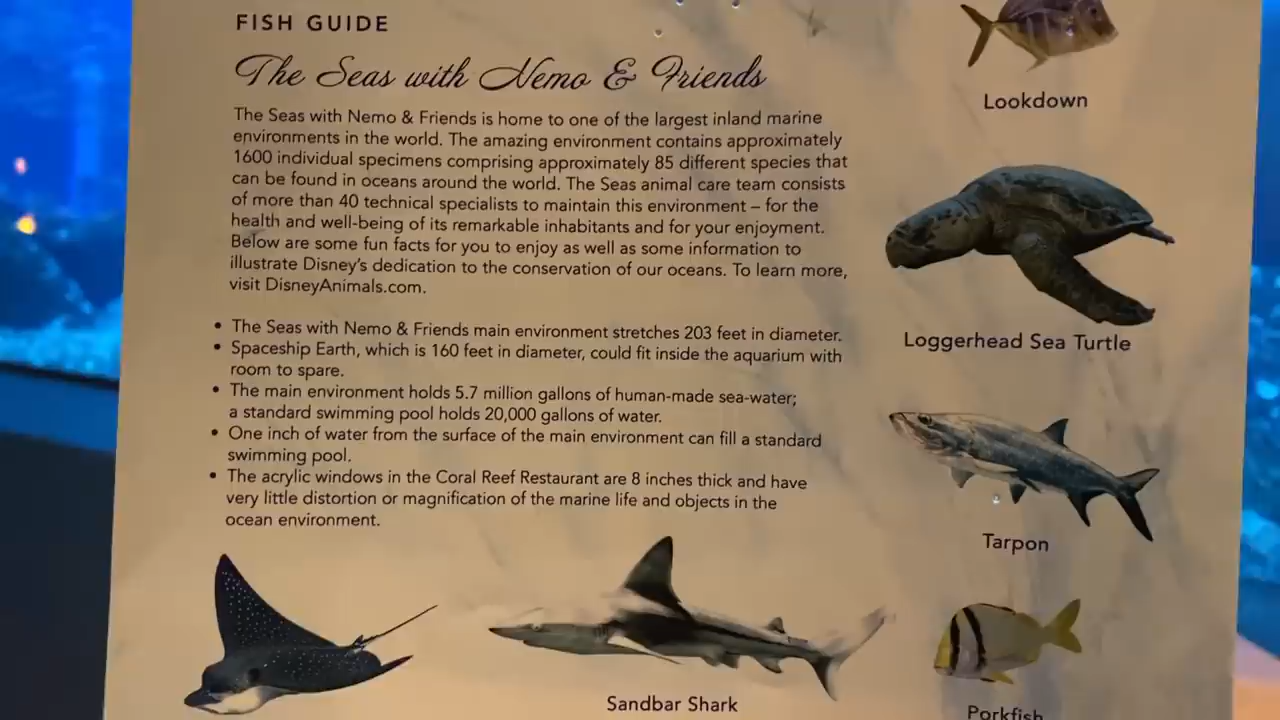 FISH GUIDE
The Seas with Nemo & Friends
The Seas with Nemo & Friends is home to one of the largest inland marine
environments in the world. The amazing environment contains approximately
1600 individual specimens comprising approximately 85 different species that
can be found in oceans around the world. The Seas animal care team consists
of more than 40 technical specialists to maintain this environment – for the
health and well-being of its remarkable inhabitants and for your enjoyment.
Below are some fun facts for you to enjoy as well as some information to
illustrate Disney's dedication to the conservation of our oceans. To learn more,
visit DisneyAnimals.com.
• The Seas with Nemo & Friends main environment stretches 203 feet in diameter.
• Spaceship Earth, which is 160 feet in diameter, could fit inside the aquarium with
room to spare.
• The main environment holds 5.7 million gallons of human-made sea-water;
a standard swimming pool holds 20,000 gallons of water.
• One inch of water from the surface of the main environment can fill a standard
swimming pool.
• The acrylic windows in the Coral Reef Restaurant are 8 inches thick and have
very little distortion or magnification of the marine life and objects in the
ocean environment.
Lookdown
Loggerhead Sea Turtle
Tarpon
Sandbar Shark
Porkfish